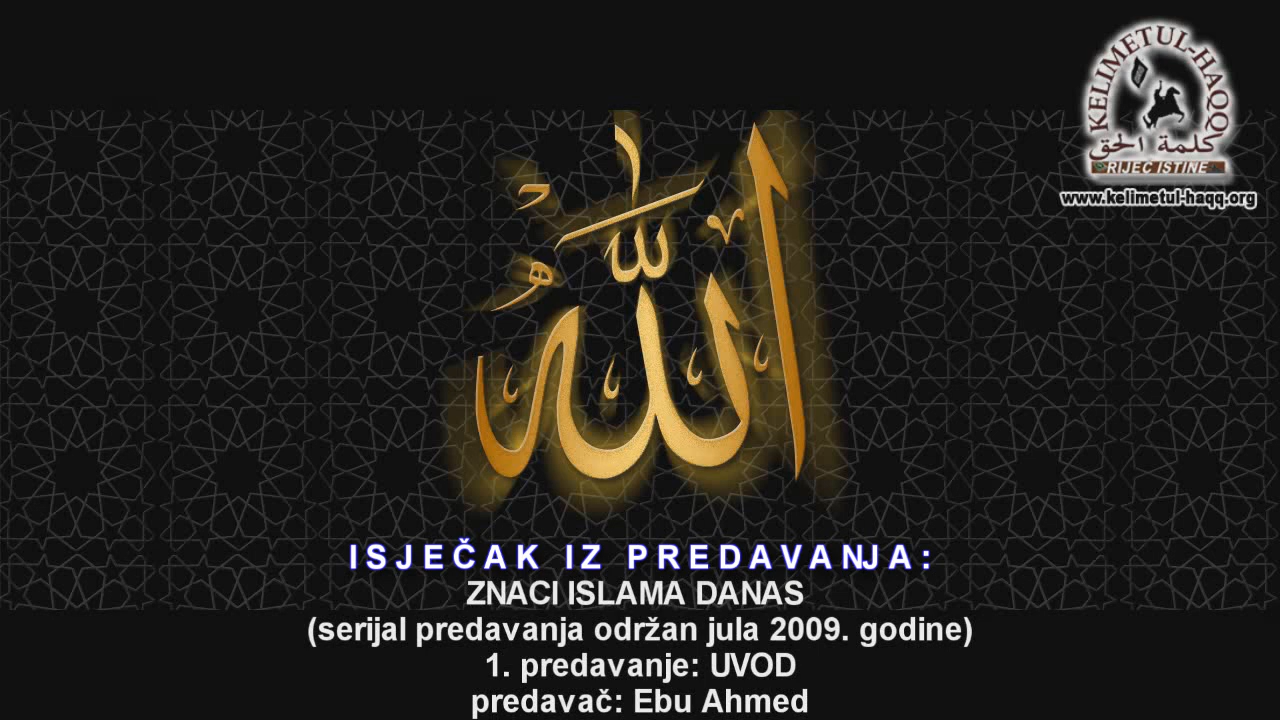 KELIMETUL-HAQQ
كلمة الحق
RIJEČ ISTINE
www.kelimetul-haqq.org
الله
ISJEČAK IZ PREDAVANJA:
ZNACI ISLAMA DANAS
(serijal predavanja održan jula 2009. godine)
1. predavanje: UVOD
predavač: Ebu Ahmed